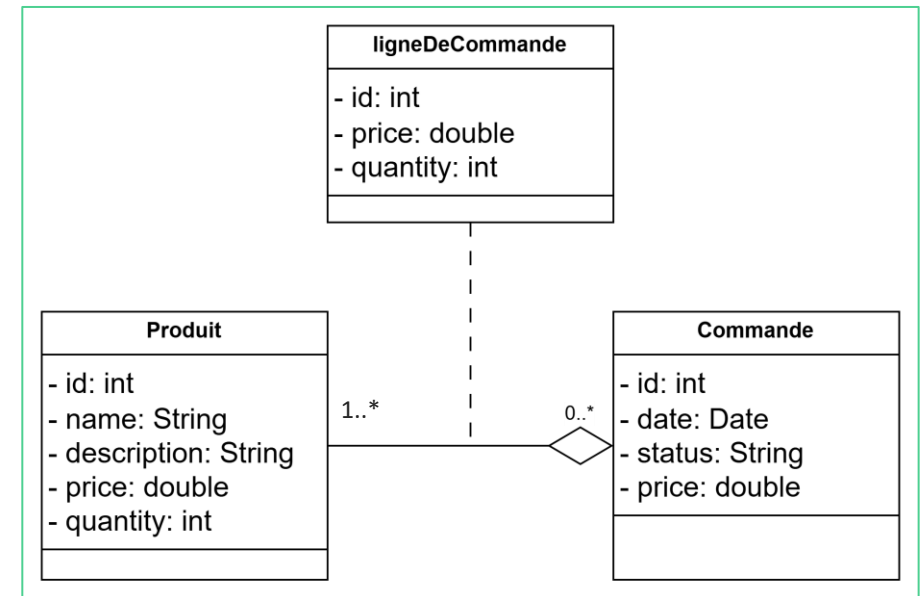 ligneDeCommande
- id: int
- price: double
- quantity: int
Produit
- id: int
- name: String
- description: String
- price: double
- quantity: int
1..*
0..*
Commande
- id: int
- date: Date
- status: String
- price: double